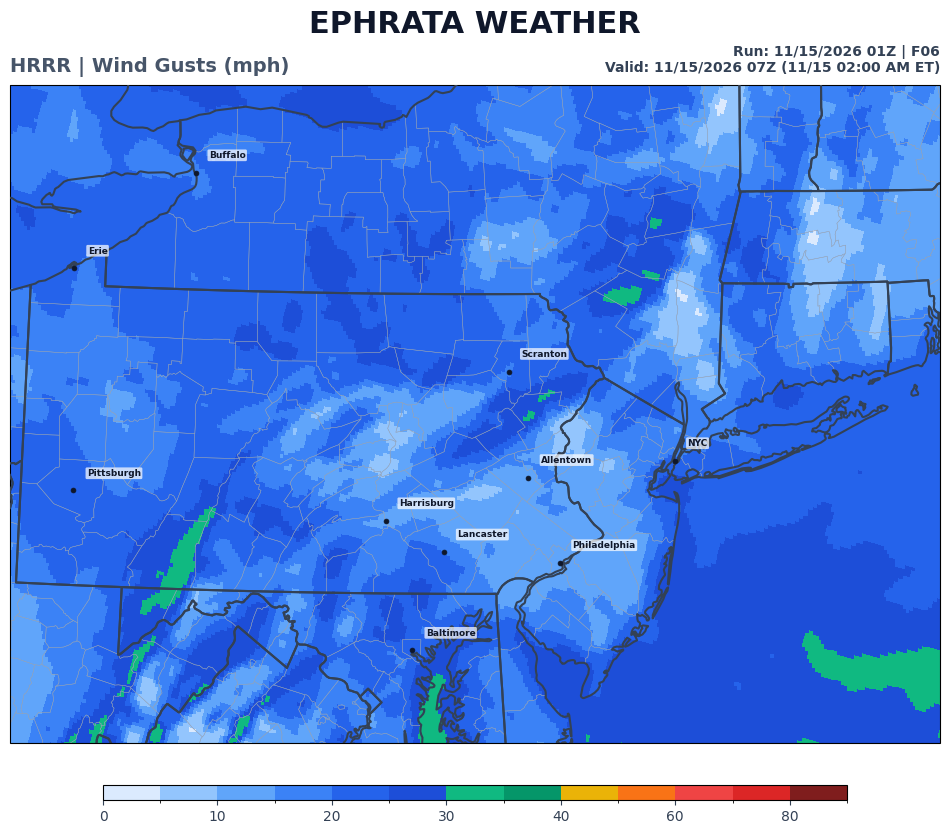 EPHRATA WEATHER
HRRR | Wind Gusts (mph)
Run: 11/15/2026 01Z | F06
Valid: 11/15/2026 07Z (11/15 02:00 AM ET)
Buffalo
Erie
Scranton
NYC
Allentown
Pittsburgh
Harrisburg
Lancaster
Philadelphia
Baltimore
0 10 20 30 40 50 60 70 80